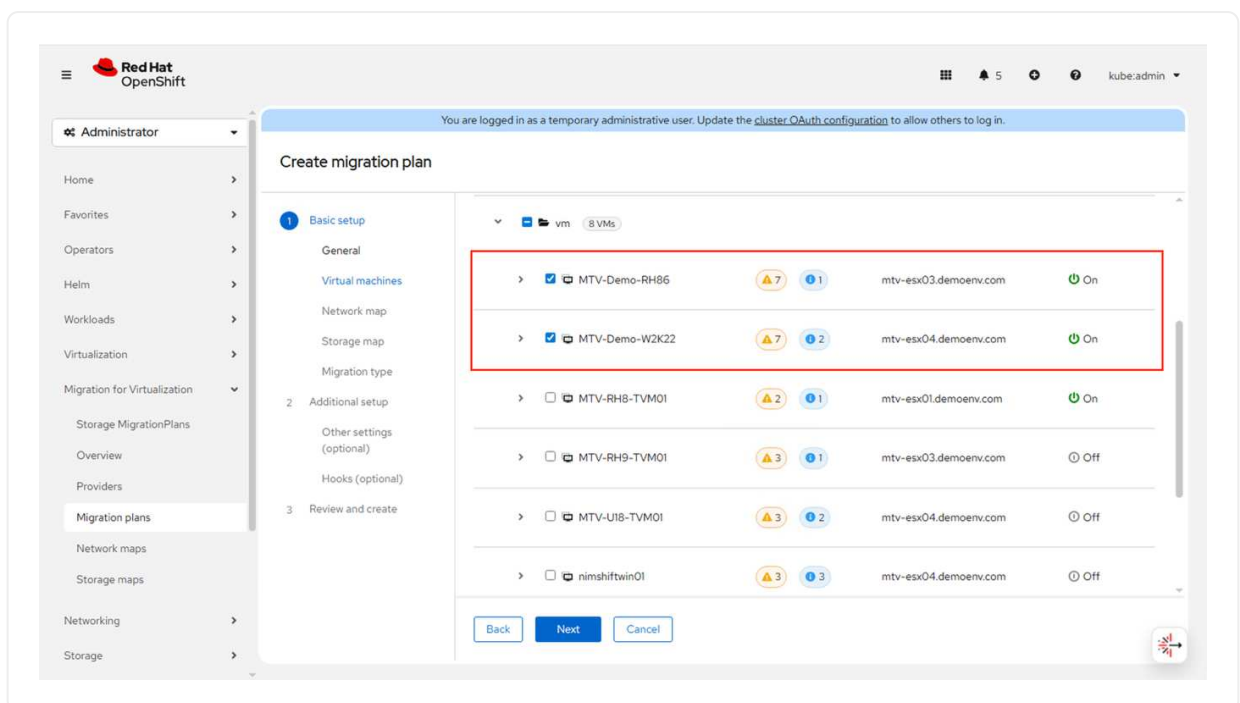 Red Hat
OpenShift
5
kube:admin
Administrator
You are logged in as a temporary administrative user. Update the cluster OAuth configuration to allow others to log in.
Create migration plan
Home
Favorites
Operators
Helm
Workloads
Virtualization
Migration for Virtualization
Storage MigrationPlans
Overview
Providers
Migration plans
Network maps
Storage maps
Networking
Storage
1 Basic setup
General
Virtual machines
Network map
Storage map
Migration type
2 Additional setup
Other settings
(optional)
Hooks (optional)
3 Review and create
vm 8 VMs
MTV-Demo-RH86 7 1 mtv-esx03.demoenv.com On
MTV-Demo-W2K22 7 2 mtv-esx04.demoenv.com On
MTV-RH8-TVM01 2 1 mtv-esx01.demoenv.com On
MTV-RH9-TVM01 3 1 mtv-esx03.demoenv.com Off
MTV-U18-TVM01 3 2 mtv-esx04.demoenv.com Off
nimshiftwin01 3 3 mtv-esx04.demoenv.com Off
Back Next Cancel